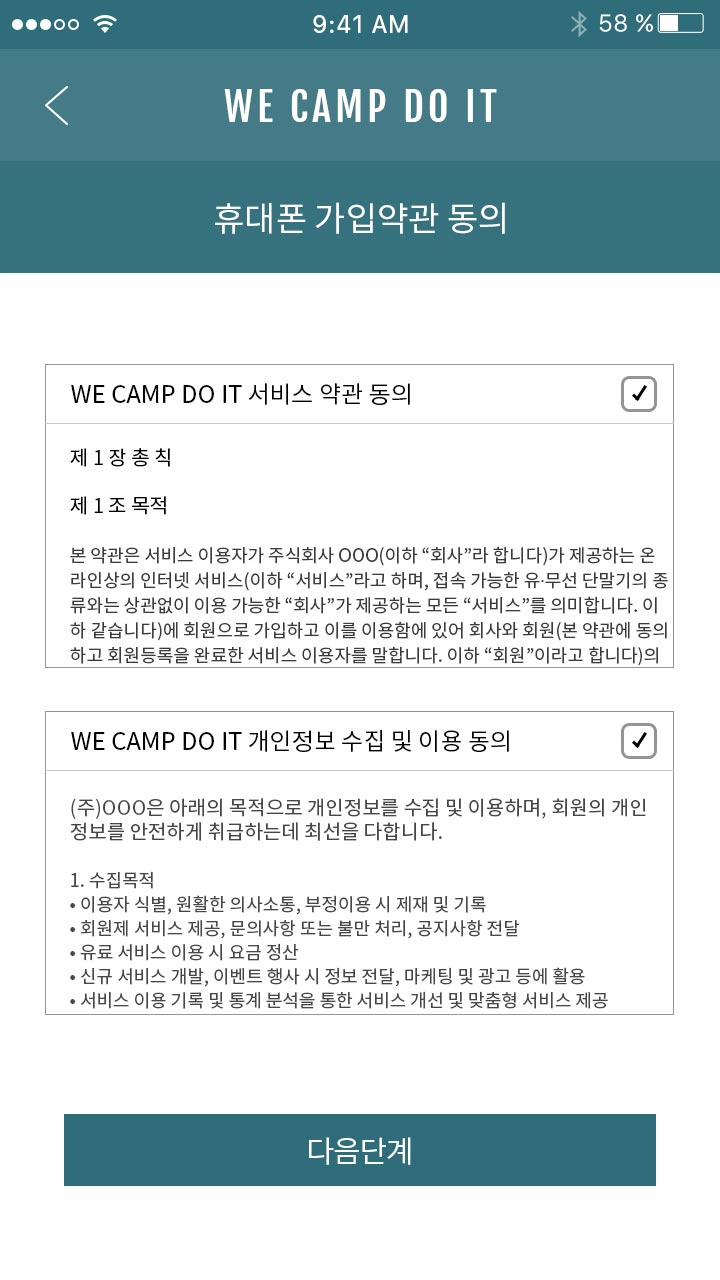 9:41 AM
58 %
WE CAMP DO IT
휴대폰 가입약관 동의
WE CAMP DO IT 서비스 약관 동의
제 1 장 총 칙
제 1 조 목적
본 약관은 서비스 이용자가 주식회사 OOO(이하 “회사”라 합니다)가 제공하는 온
라인상의 인터넷 서비스(이하 “서비스”라고 하며, 접속 가능한 유·무선 단말기의 종
류와는 상관없이 이용 가능한 “회사”가 제공하는 모든 “서비스”를 의미합니다. 이
하 같습니다)에 회원으로 가입하고 이를 이용함에 있어 회사와 회원(본 약관에 동의
하고 회원등록을 완료한 서비스 이용자를 말합니다. 이하 “회원”이라고 합니다)의
WE CAMP DO IT 개인정보 수집 및 이용 동의
(주)OOO은 아래의 목적으로 개인정보를 수집 및 이용하며, 회원의 개인
정보를 안전하게 취급하는데 최선을 다합니다.
1. 수집목적
• 이용자 식별, 원활한 의사소통, 부정이용 시 제재 및 기록
• 회원제 서비스 제공, 문의사항 또는 불만 처리, 공지사항 전달
• 유료 서비스 이용 시 요금 정산
• 신규 서비스 개발, 이벤트 행사 시 정보 전달, 마케팅 및 광고 등에 활용
• 서비스 이용 기록 및 통계 분석을 통한 서비스 개선 및 맞춤형 서비스 제공
다음단계